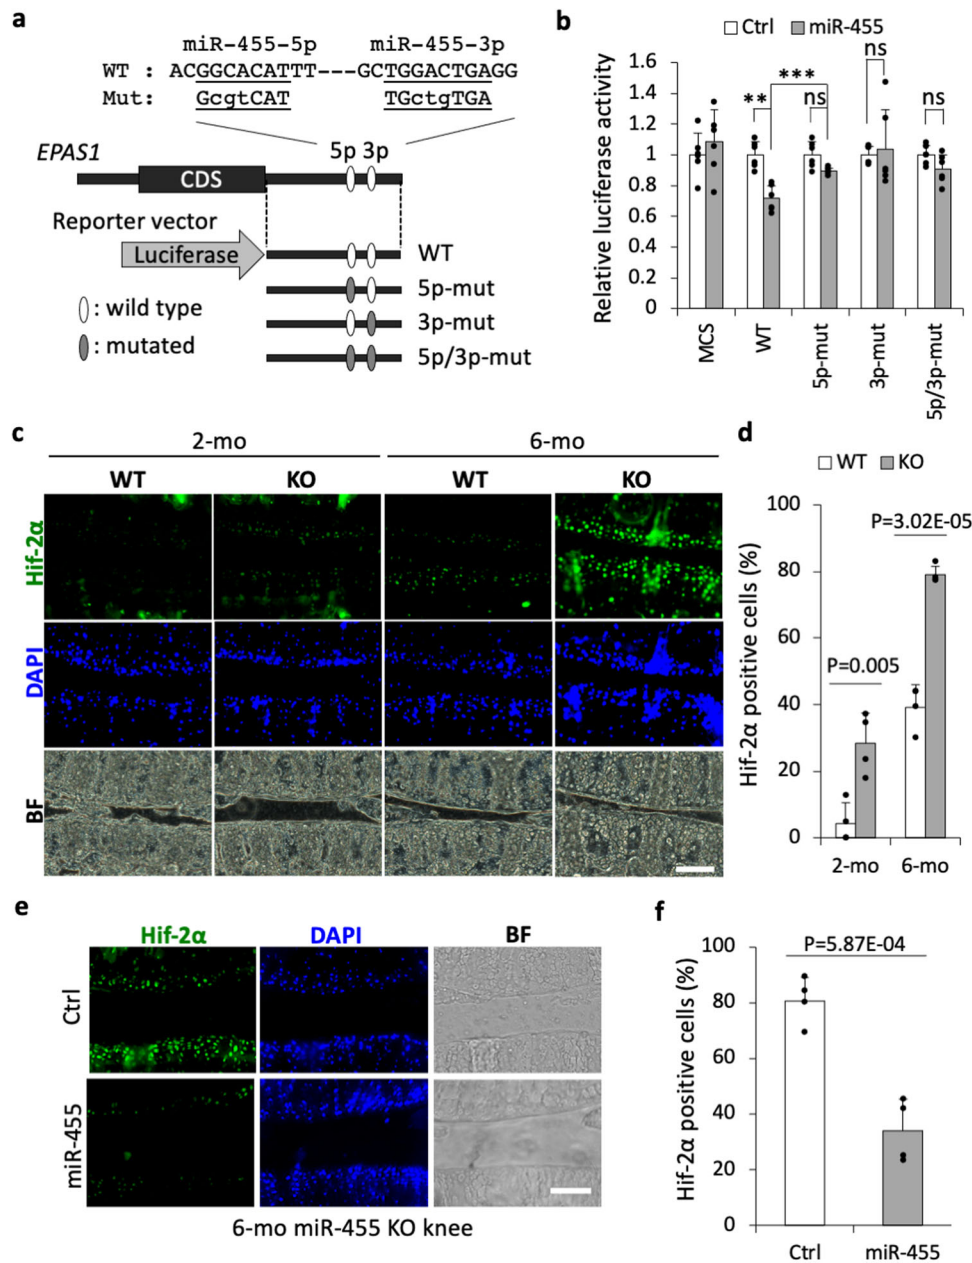 a
miR-455-5p miR-455-3p
WT : ACGGCACATTT---GCTGGACTGAGG
Mut: GcgtCAT TGctgTGA
EPAS1
5p 3p
CDS
Reporter vector
Luciferase
WT
5p-mut
3p-mut
5p/3p-mut
: wild type
: mutated
b
Ctrl miR-455
Relative luciferase activity
1.6
1.4
1.2
1
0.8
0.6
0.4
0.2
0
**
***
ns
ns
ns
MCS
WT
5p-mut
3p-mut
5p/3p-mut
c
2-mo 6-mo
WT KO WT KO
Hif-2α
DAPI
BF
d
WT KO
Hif-2α positive cells (%)
100
80
60
40
20
0
P=0.005
P=3.02E-05
2-mo 6-mo
e
Hif-2α DAPI BF
Ctrl
miR-455
6-mo miR-455 KO knee
f
Hif-2α positive cells (%)
100
80
60
40
20
0
P=5.87E-04
Ctrl miR-455